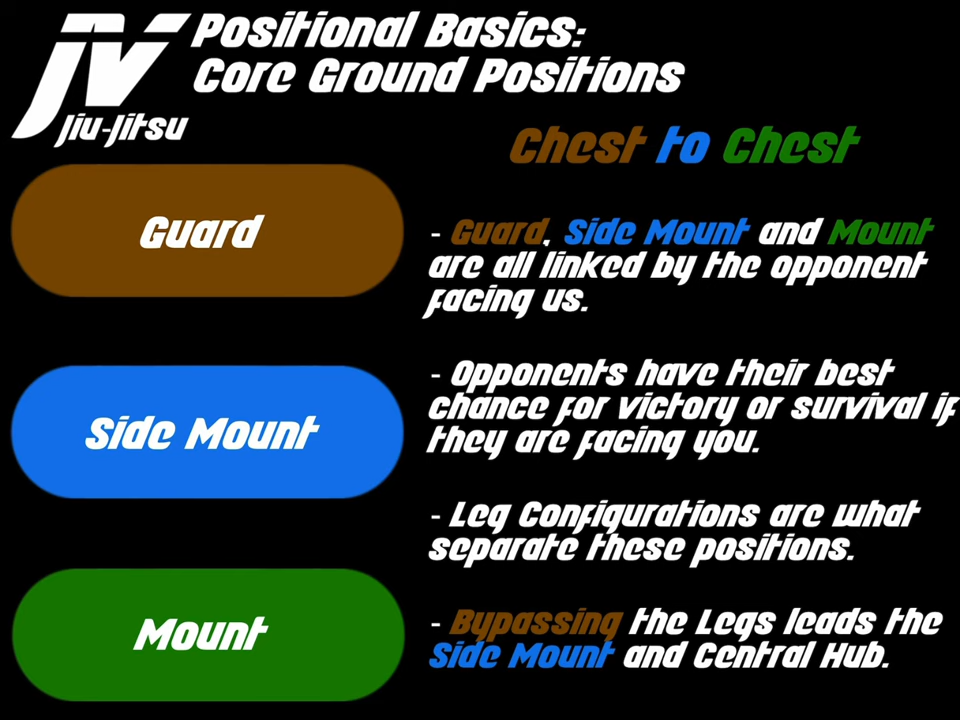 JV
Jiu-Jitsu
Positional Basics:
Core Ground Positions
Chest to Chest
Guard
Side Mount
Mount
- Guard, Side Mount and Mount
are all linked by the opponent
facing us.
- Opponents have their best
chance for victory or survival if
they are facing you.
- Leg Configurations are what
separate these positions.
- Bypassing the Legs leads the
Side Mount and Central Hub.